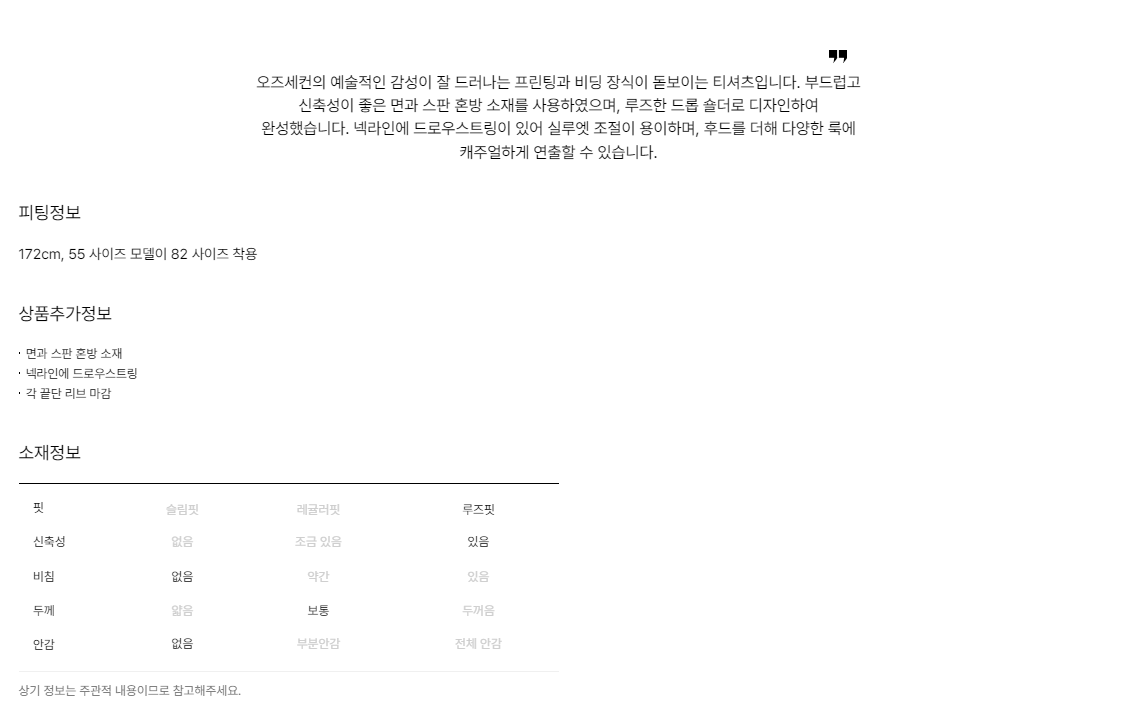 ❞
오즈세컨의 예술적인 감성이 잘 드러나는 프린팅과 비딩 장식이 돋보이는 티셔츠입니다. 부드럽고
신축성이 좋은 면과 스판 혼방 소재를 사용하였으며, 루즈한 드롭 숄더로 디자인하여
완성했습니다. 넥라인에 드로우스트링이 있어 실루엣 조절이 용이하며, 후드를 더해 다양한 룩에
캐주얼하게 연출할 수 있습니다.
피팅정보
172cm, 55 사이즈 모델이 82 사이즈 착용
상품추가정보
· 면과 스판 혼방 소재
· 넥라인에 드로우스트링
· 각 끝단 리브 마감
소재정보
핏 슬림핏 레귤러핏 루즈핏
신축성 없음 조금 있음 있음
비침 없음 약간 있음
두께 얇음 보통 두꺼움
안감 없음 부분안감 전체 안감
상기 정보는 주관적 내용이므로 참고해주세요.